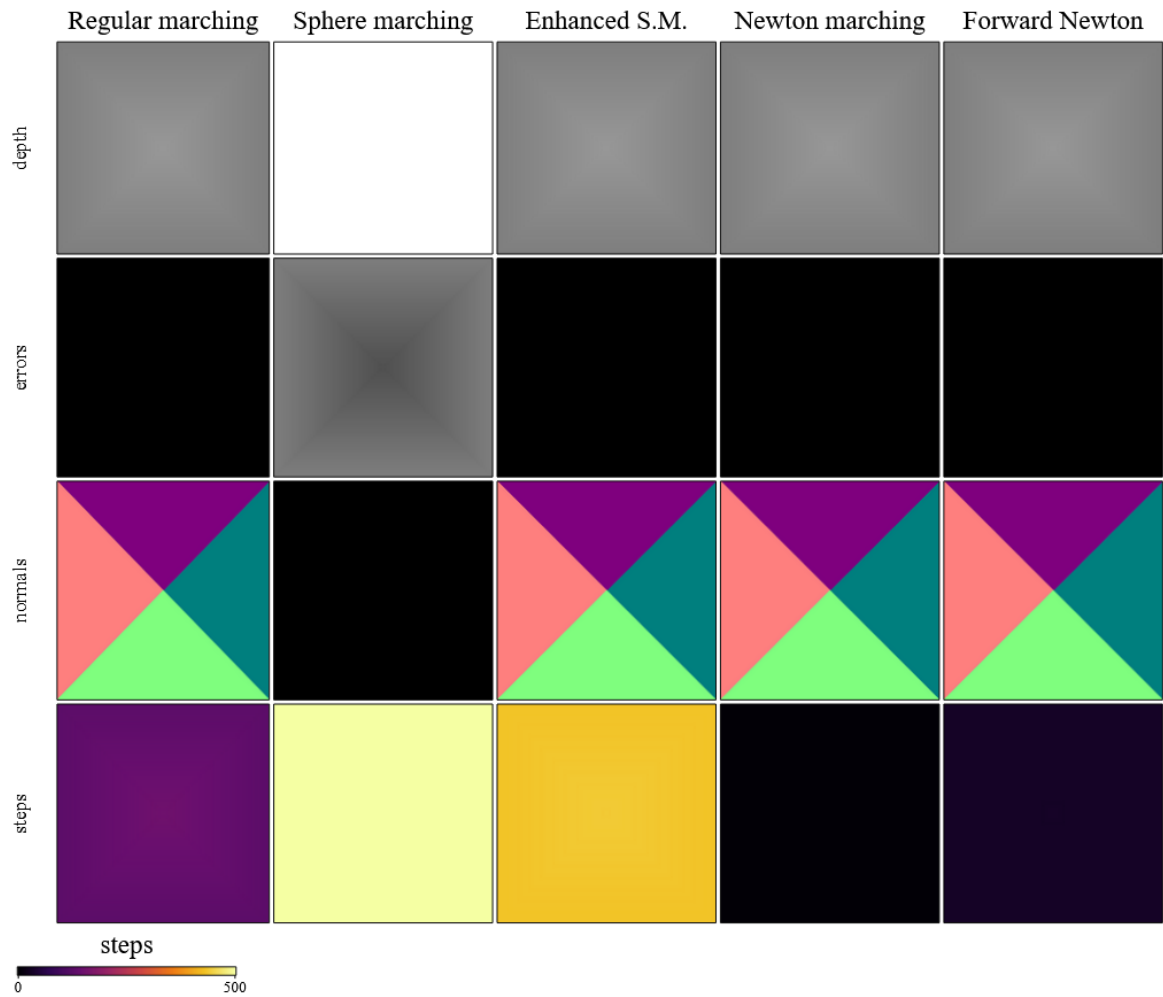 Regular marching Sphere marching Enhanced S.M. Newton marching Forward Newton
depth
errors
normals
steps
steps
0 500